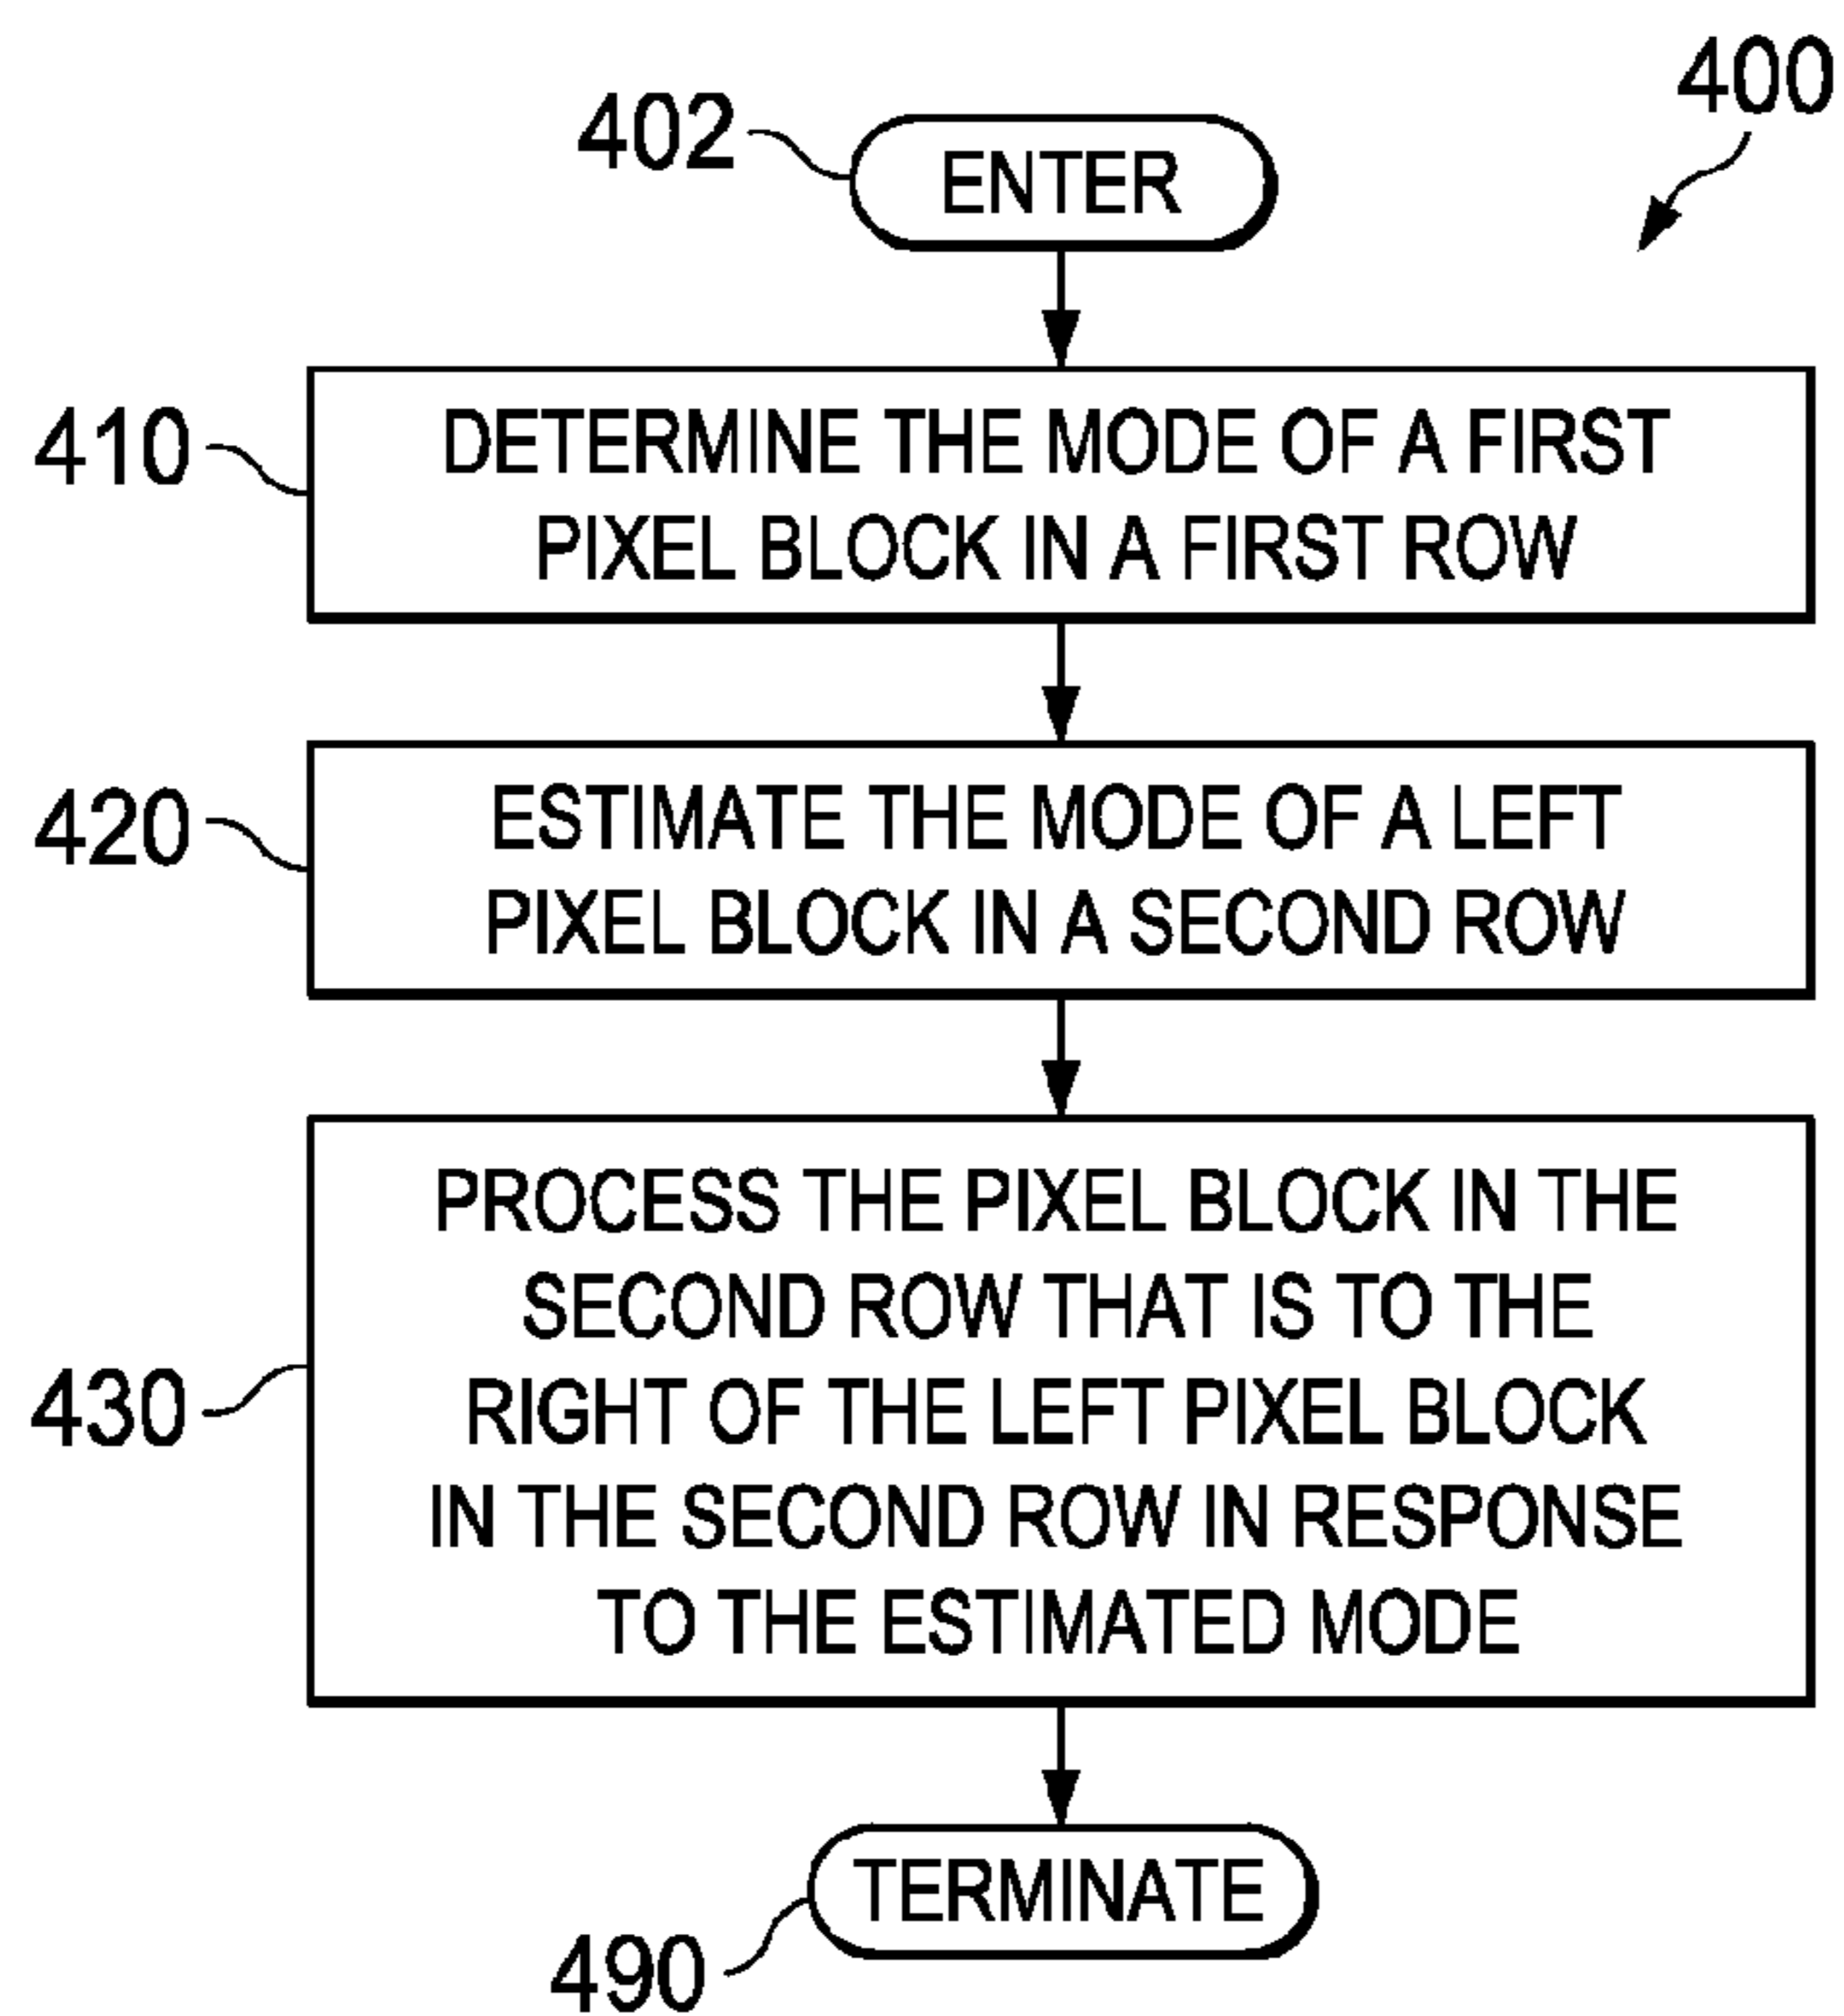 400
402
ENTER
410
DETERMINE THE MODE OF A FIRST
PIXEL BLOCK IN A FIRST ROW
420
ESTIMATE THE MODE OF A LEFT
PIXEL BLOCK IN A SECOND ROW
430
PROCESS THE PIXEL BLOCK IN THE
SECOND ROW THAT IS TO THE
RIGHT OF THE LEFT PIXEL BLOCK
IN THE SECOND ROW IN RESPONSE
TO THE ESTIMATED MODE
TERMINATE
490